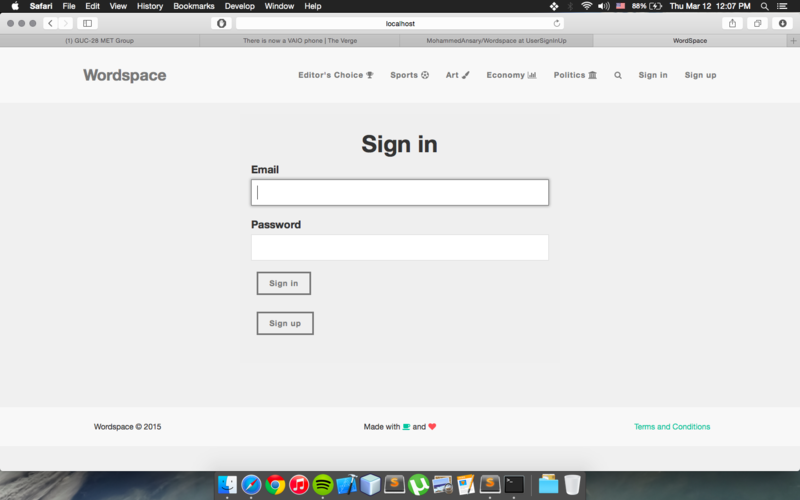 Safari File Edit View History Bookmarks Develop Window Help 88% Thu Mar 12 12:07 PM
localhost
(1) GUC-28 MET Group There is now a VAIO phone | The Verge MohammedAnsary/Wordspace at UserSignInUp WordSpace
Wordspace Editor's Choice Sports Art Economy Politics Sign in Sign up
Sign in
Email
Password
Sign in
Sign up
Wordspace © 2015 Made with and Terms and Conditions